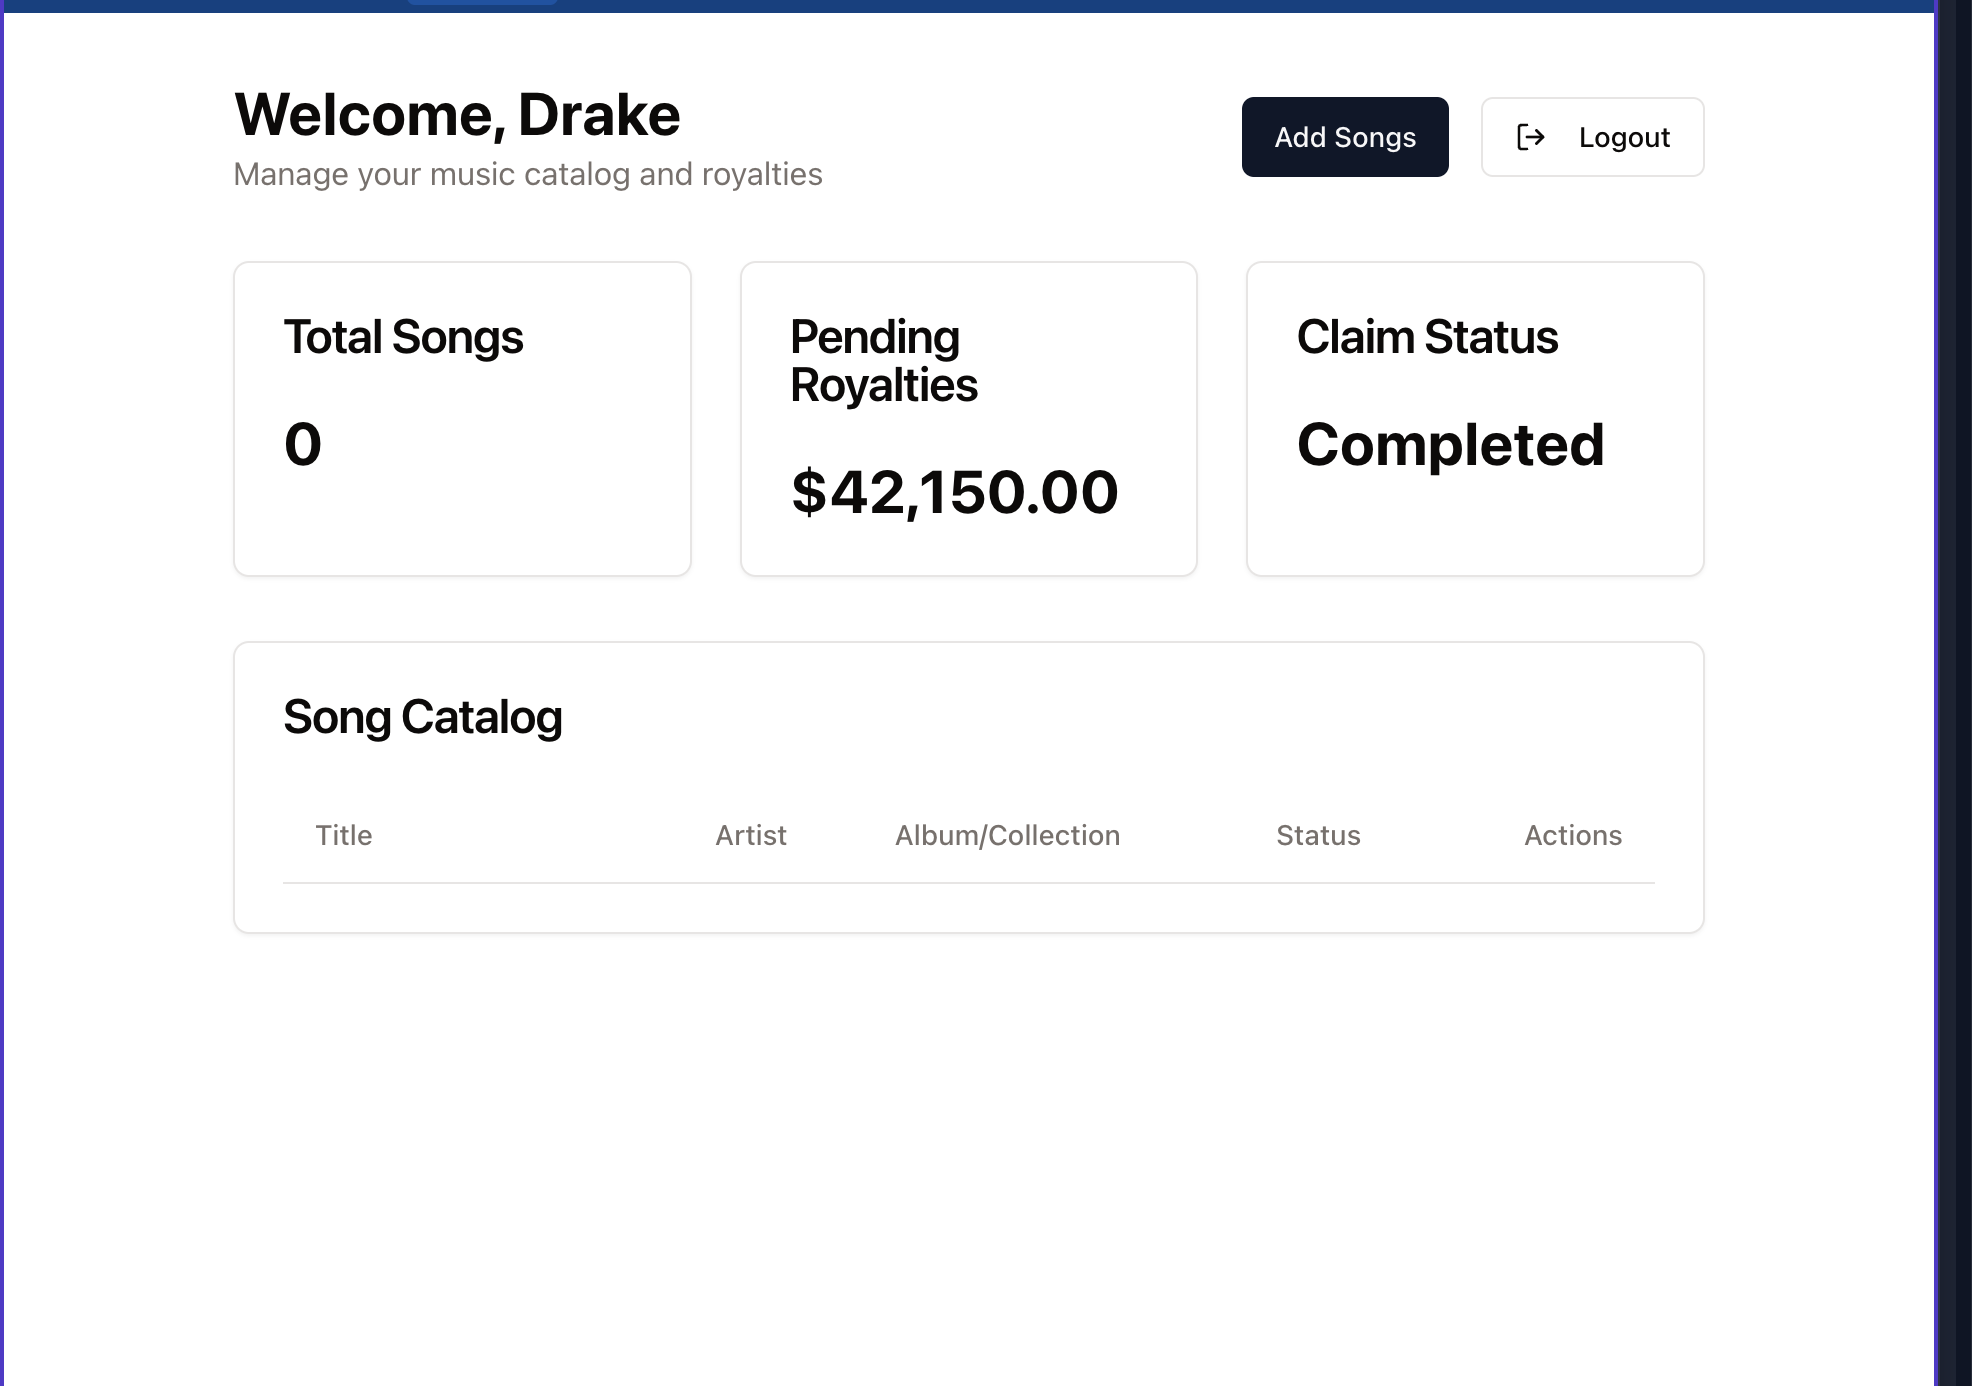 Welcome, Drake
Manage your music catalog and royalties
Add Songs
Logout
Total Songs
0
Pending
Royalties
$42,150.00
Claim Status
Completed
Song Catalog
Title Artist Album/Collection Status Actions